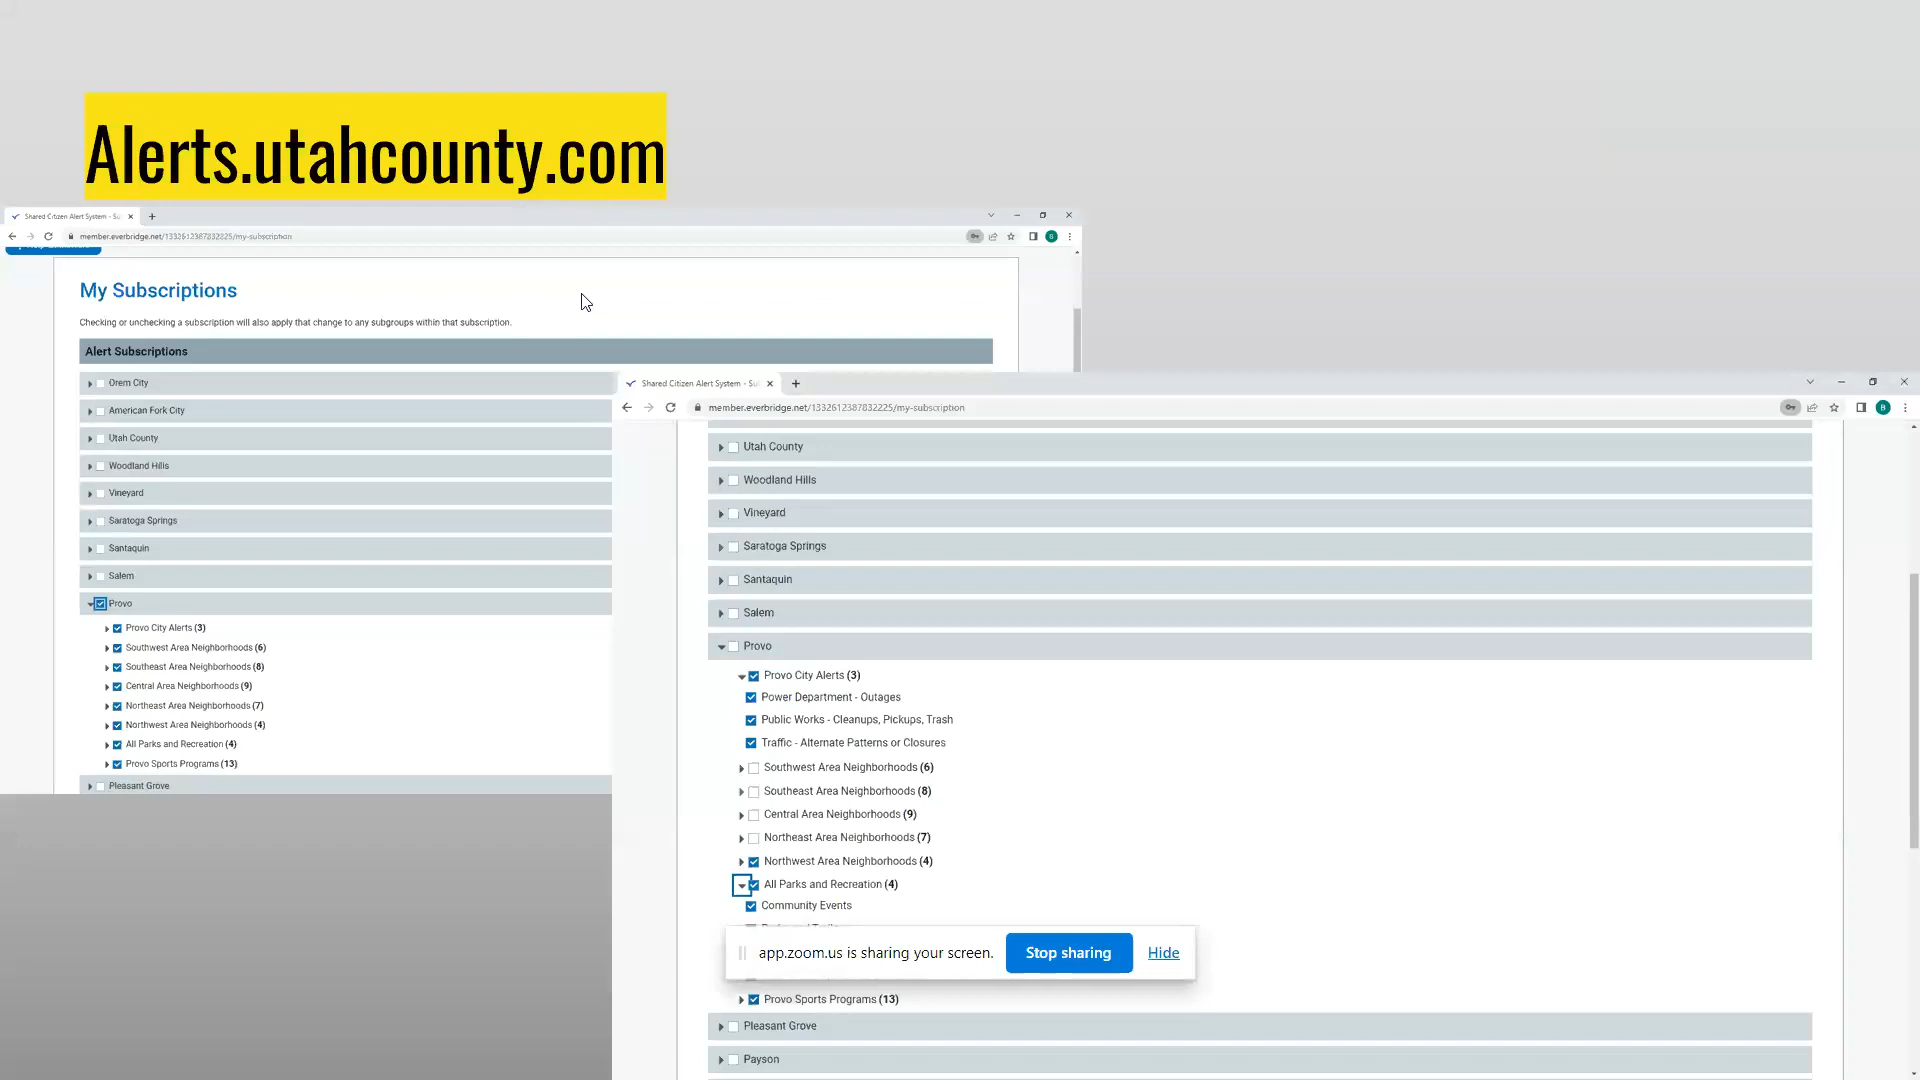 Alerts.utahcounty.com
Shared Citizen Alert System - Su
member.everbridge.net/1332612387832225/my-subscription
My Subscriptions
Checking or unchecking a subscription will also apply that change to any subgroups within that subscription.
Alert Subscriptions
Orem City
American Fork City
Utah County
Woodland Hills
Vineyard
Saratoga Springs
Santaquin
Salem
Provo
Provo City Alerts (3)
Southwest Area Neighborhoods (6)
Southeast Area Neighborhoods (8)
Central Area Neighborhoods (9)
Northeast Area Neighborhoods (7)
Northwest Area Neighborhoods (4)
All Parks and Recreation (4)
Provo Sports Programs (13)
Pleasant Grove
Shared Citizen Alert System - Su
member.everbridge.net/1332612387832225/my-subscription
B
Utah County
Woodland Hills
Vineyard
Saratoga Springs
Santaquin
Salem
Provo
Provo City Alerts (3)
Power Department - Outages
Public Works - Cleanups, Pickups, Trash
Traffic - Alternate Patterns or Closures
Southwest Area Neighborhoods (6)
Southeast Area Neighborhoods (8)
Central Area Neighborhoods (9)
Northeast Area Neighborhoods (7)
Northwest Area Neighborhoods (4)
All Parks and Recreation (4)
Community Events
app.zoom.us is sharing your screen. Stop sharing Hide
Provo Sports Programs (13)
Pleasant Grove
Payson